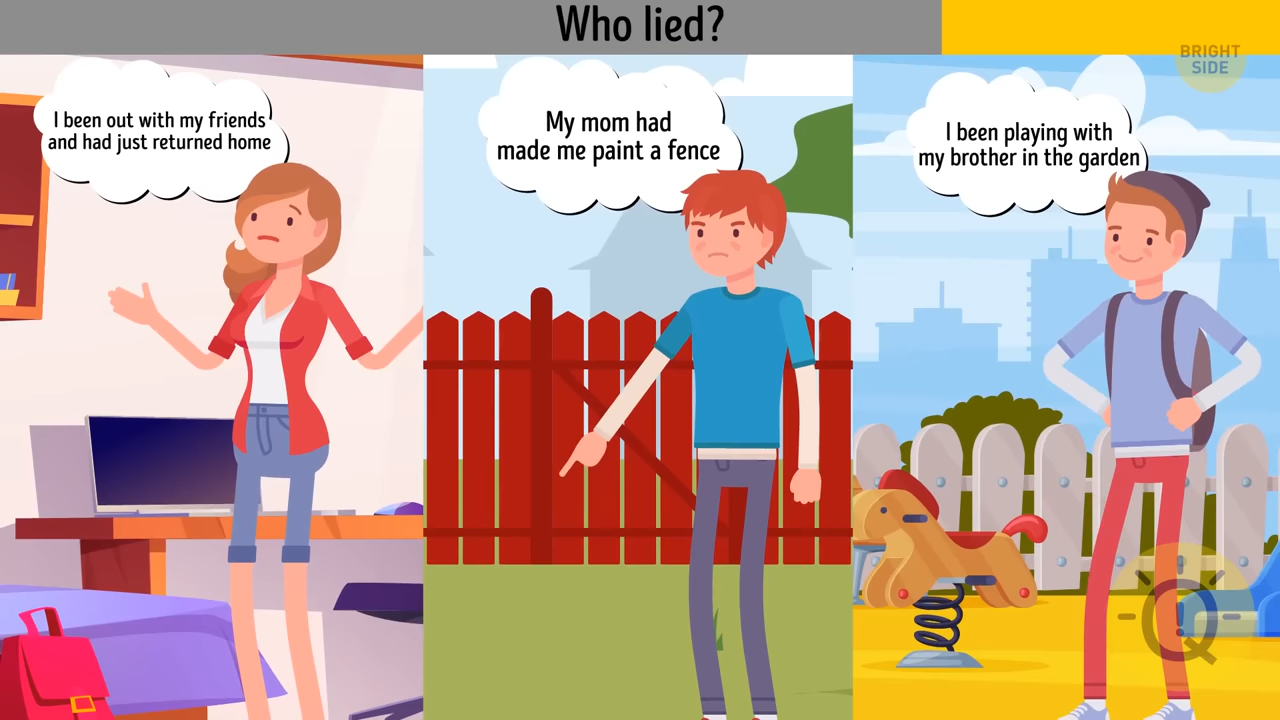 Who lied?
BRIGHT
SIDE
I been out with my friends
and had just returned home
My mom had
made me paint a fence
I been playing with
my brother in the garden